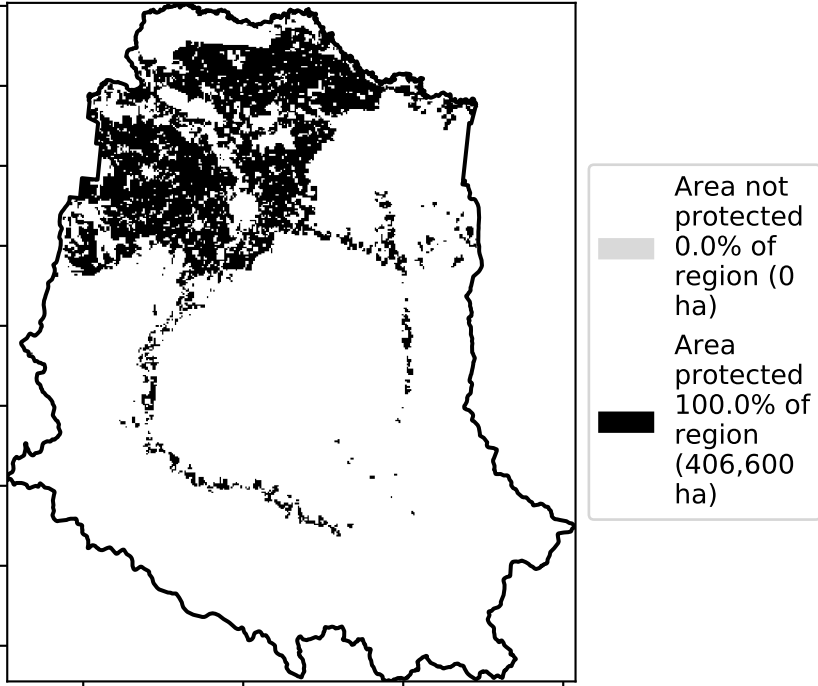 Area not
protected
0.0% of
region (0
ha)
Area
protected
100.0% of
region
(406,600
ha)